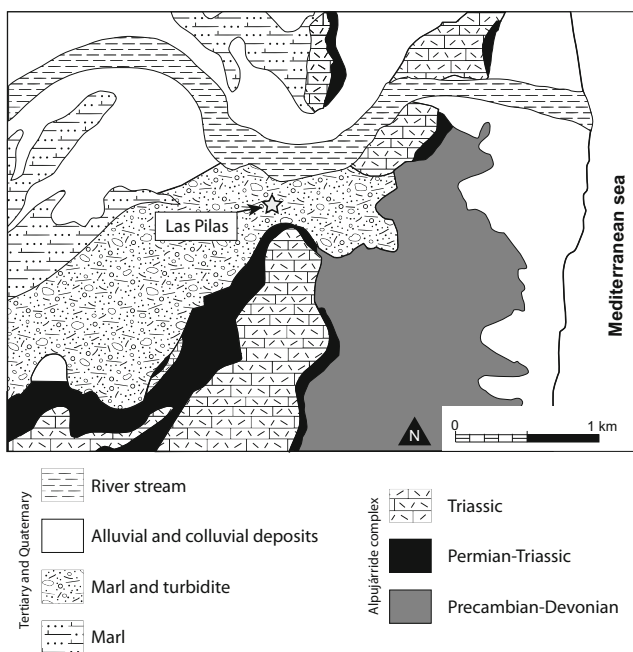 Las Pilas
Mediterranean sea
N
0 1 km
Tertiary and Quaternary
River stream
Alluvial and colluvial deposits
Marl and turbidite
Marl
Alpujárride complex
Triassic
Permian-Triassic
Precambian-Devonian